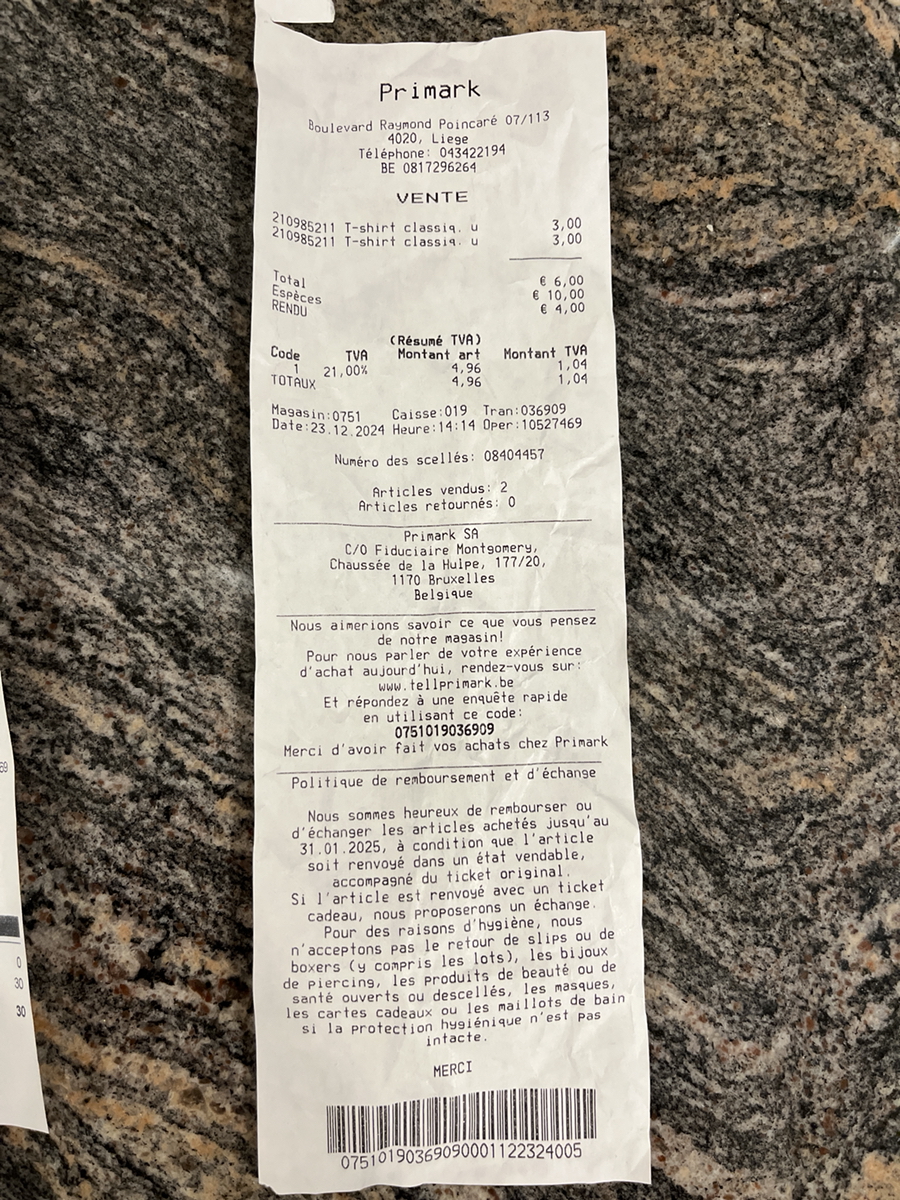 Primark
Boulevard Raymond Poincaré 07/113
4020, Liege
Téléphone: 043422194
BE 0817296264
VENTE
210985211 T-shirt classiq. u 3,00
210985211 T-shirt classiq. u 3,00
Total € 6,00
Espèces € 10,00
RENDU € 4,00
(Résumé TVA)
Code TVA Montant art Montant TVA
1 21,00% 4,96 1,04
TOTAUX 4,96 1,04
Magasin:0751 Caisse:019 Tran:036909
Date:23.12.2024 Heure:14:14 Oper:10527469
Numéro des scellés: 08404457
Articles vendus: 2
Articles retournés: 0
Primark SA
C/O Fiduciaire Montgomery,
Chaussée de la Hulpe, 177/20,
1170 Bruxelles
Belgique
Nous aimerions savoir ce que vous pensez
de notre magasin!
Pour nous parler de votre expérience
d'achat aujourd'hui, rendez-vous sur:
www.tellprimark.be
Et répondez à une enquête rapide
en utilisant ce code:
0751019036909
Merci d'avoir fait vos achats chez Primark
Politique de remboursement et d'échange
Nous sommes heureux de rembourser ou
d'échanger les articles achetés jusqu'au
31.01.2025, à condition que l'article
soit renvoyé dans un état vendable,
accompagné du ticket original.
Si l'article est renvoyé avec un ticket
cadeau, nous proposerons un échange.
Pour des raisons d'hygiène, nous
n'acceptons pas le retour de slips ou de
boxers (y compris les lots), les bijoux
de piercing, les produits de beauté ou de
santé ouverts ou descellés, les masques,
les cartes cadeaux ou les maillots de bain
si la protection hygiénique n'est pas
intacte.
MERCI
07510190369090001122324005
69
0
30
30